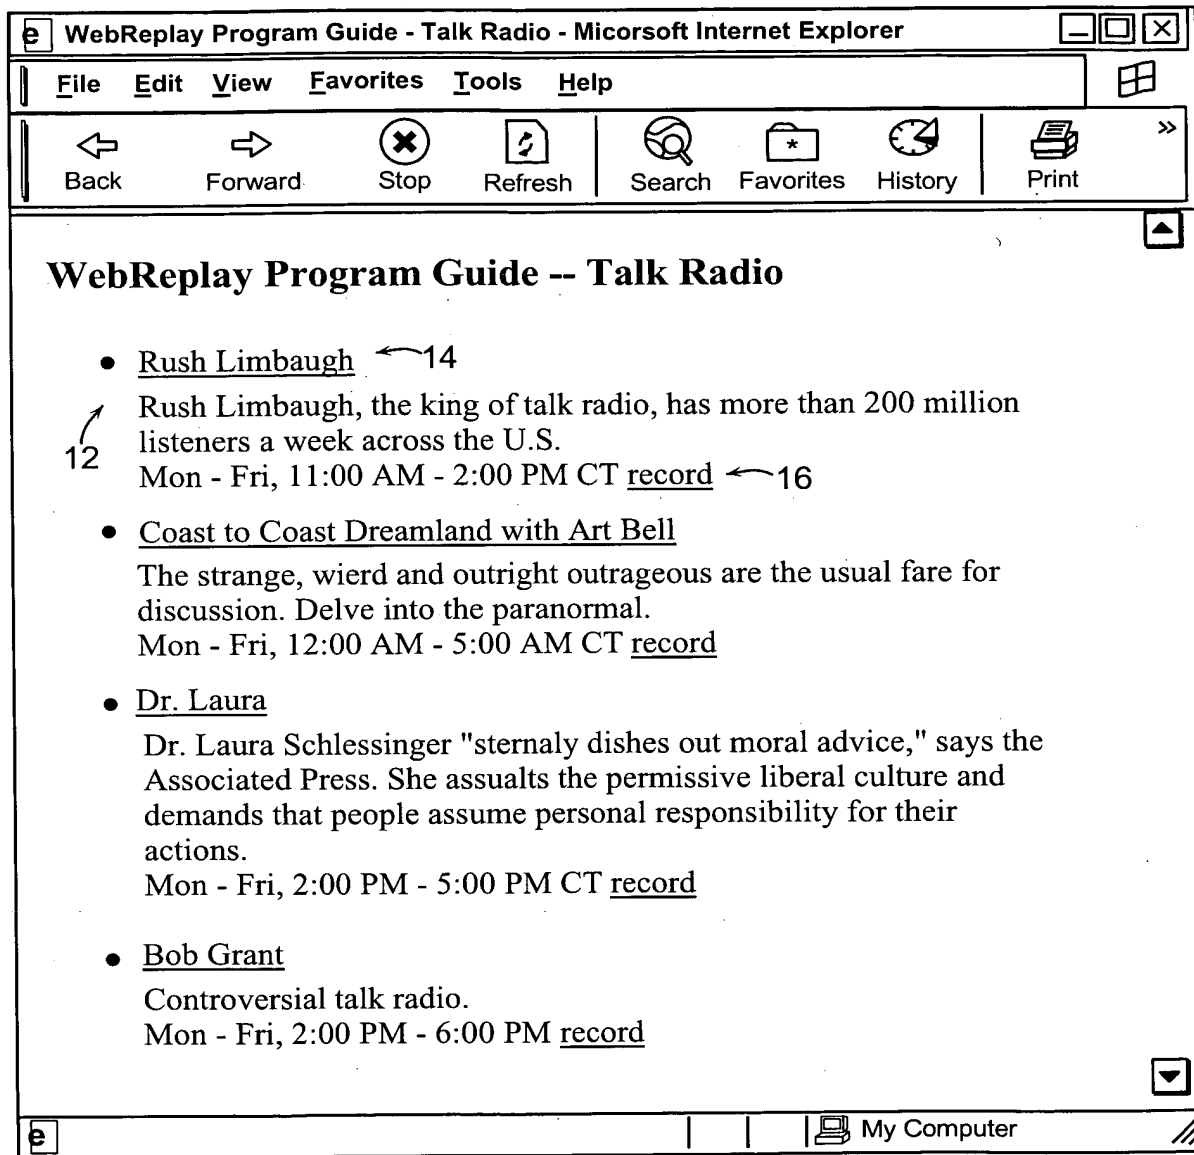 e WebReplay Program Guide - Talk Radio - Micorsoft Internet Explorer
File Edit View Favorites Tools Help
Back Forward Stop Refresh Search Favorites History Print »
WebReplay Program Guide -- Talk Radio
• Rush Limbaugh 14
12
Rush Limbaugh, the king of talk radio, has more than 200 million
listeners a week across the U.S.
Mon - Fri, 11:00 AM - 2:00 PM CT record 16
• Coast to Coast Dreamland with Art Bell
The strange, wierd and outright outrageous are the usual fare for
discussion. Delve into the paranormal.
Mon - Fri, 12:00 AM - 5:00 AM CT record
• Dr. Laura
Dr. Laura Schlessinger "sternaly dishes out moral advice," says the
Associated Press. She assualts the permissive liberal culture and
demands that people assume personal responsibility for their
actions.
Mon - Fri, 2:00 PM - 5:00 PM CT record
• Bob Grant
Controversial talk radio.
Mon - Fri, 2:00 PM - 6:00 PM record
e My Computer